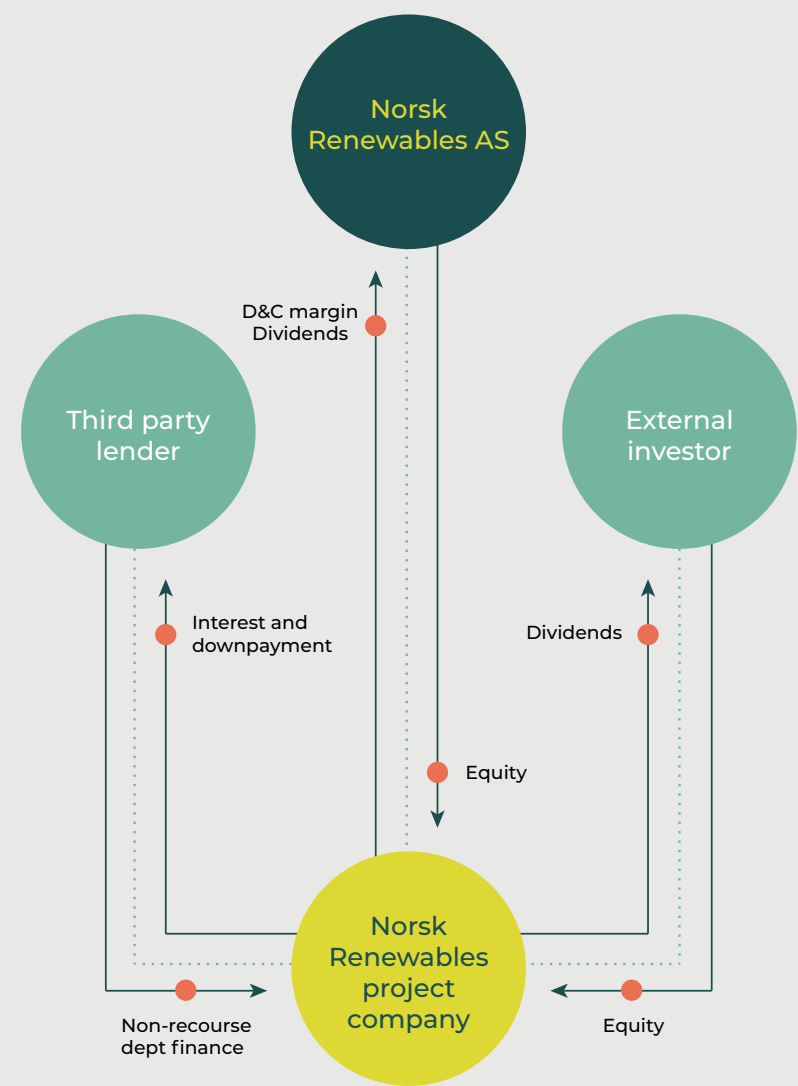 Norsk
Renewables AS
D&C margin
Dividends
Third party
lender
External
investor
Interest and
downpayment
Dividends
Equity
Norsk
Renewables
project
company
Non-recourse
dept finance
Equity